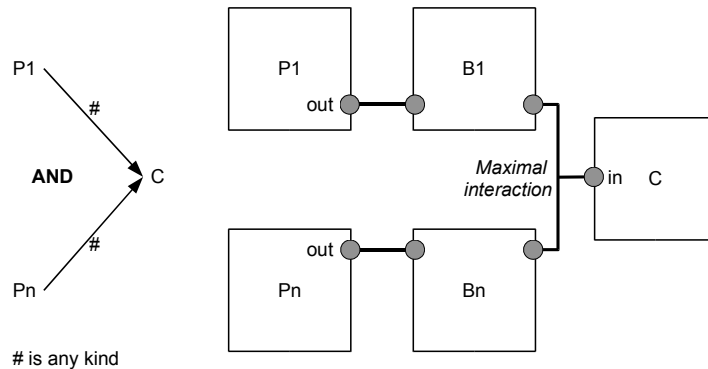 P1
#
AND
C
#
Pn
# is any kind
P1
out
B1
Maximal
interaction
in
C
out
Pn
Bn